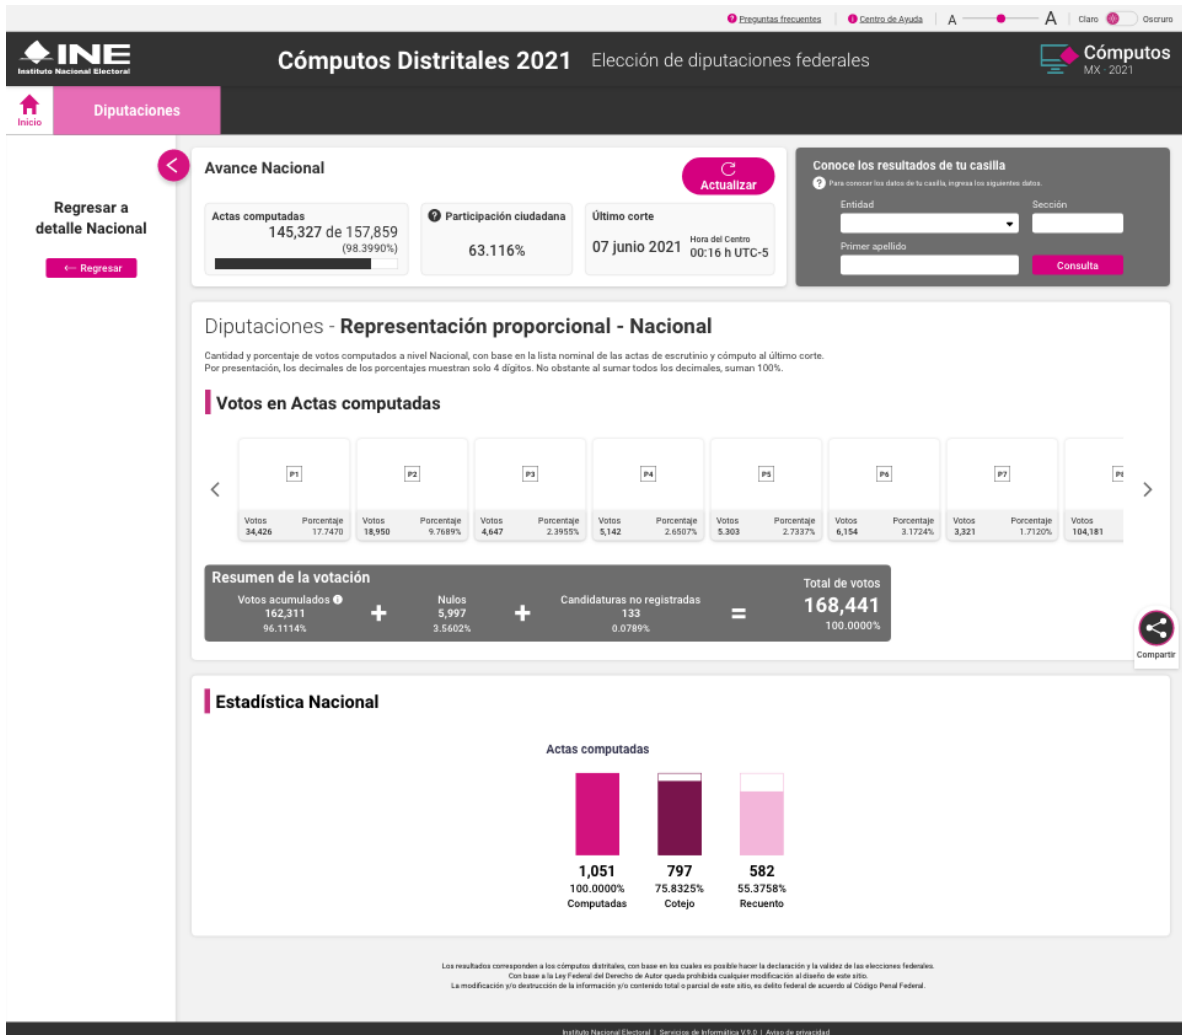 Preguntas frecuentes
Centro de Ayuda
A A
Claro Oscruro
INE
Instituto Nacional Electoral
Cómputos Distritales 2021 Elección de diputaciones federales
Cómputos
MX · 2021
Inicio
Diputaciones
Regresar a
detalle Nacional
← Regresar
Avance Nacional
Actualizar
Actas computadas
145,327 de 157,859
(98.3990%)
Participación ciudadana
63.116%
Último corte
07 junio 2021 Hora del Centro
00:16 h UTC-5
Conoce los resultados de tu casilla
Para conocer los datos de tu casilla, ingresa los siguientes datos.
Entidad Sección
Primer apellido
Consulta
Diputaciones - Representación proporcional - Nacional
Cantidad y porcentaje de votos computados a nivel Nacional, con base en la lista nominal de las actas de escrutinio y cómputo al último corte.
Por presentación, los decimales de los porcentajes muestran solo 4 dígitos. No obstante al sumar todos los decimales, suman 100%.
Votos en Actas computadas
P1 P2 P3 P4 P5 P6 P7
Votos Porcentaje Votos Porcentaje Votos Porcentaje Votos Porcentaje Votos Porcentaje Votos Porcentaje Votos Porcentaje Votos
34,426 17.7470 18,950 9.7689% 4,647 2.3955% 5,142 2.6507% 5.303 2.7337% 6,154 3.1724% 3,321 1.7120% 104,181
Resumen de la votación
Votos acumulados
162,311
96.1114%
+
Nulos
5,997
3.5602%
+
Candidaturas no registradas
133
0.0789%
=
Total de votos
168,441
100.0000%
Compartir
Estadística Nacional
Actas computadas
1,051 797 582
100.0000% 75.8325% 55.3758%
Computadas Cotejo Recuento
Los resultados corresponden a los cómputos distritales, con base en los cuales es posible hacer la declaración y la validez de las elecciones federales.
Con base a la Ley Federal del Derecho de Autor queda prohibida cualquier modificación al diseño de este sitio.
La modificación y/o destrucción de la información y/o contenido total o parcial de este sitio, es delito federal de acuerdo al Código Penal Federal.
Instituto Nacional Electoral | Servicios de Informática V.9.0 | Aviso de privacidad